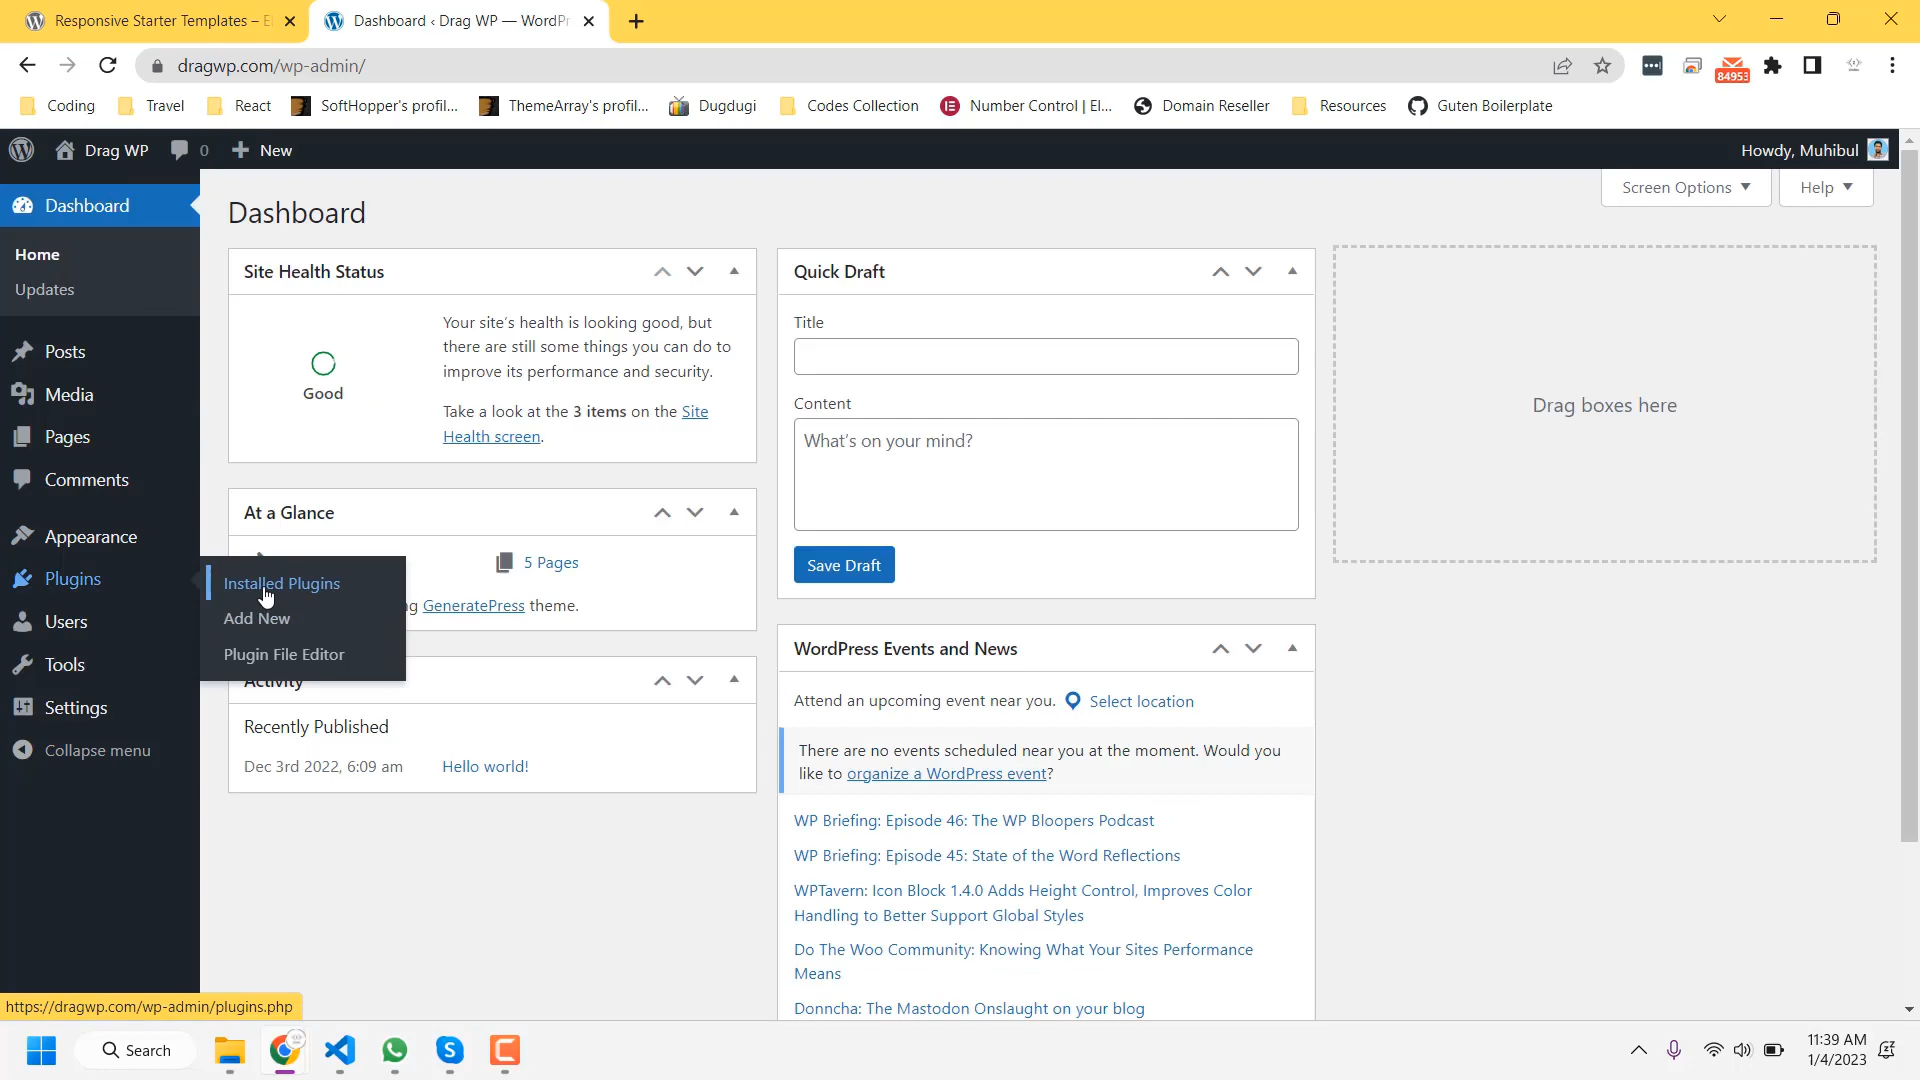 Responsive Starter Templates – E
Dashboard ‹ Drag WP — WordPr
dragwp.com/wp-admin/
84953
Coding
Travel
React
SoftHopper's profil...
ThemeArray's profil...
Dugdugi
Codes Collection
Number Control | El...
Domain Reseller
Resources
Guten Boilerplate
Drag WP
0
New
Howdy, Muhibul
Dashboard
Home
Updates
Posts
Media
Pages
Comments
Appearance
Plugins
Users
Tools
Settings
Collapse menu
Installed Plugins
Add New
Plugin File Editor
Screen Options
Help
Dashboard
Site Health Status
Good
Your site's health is looking good, but
there are still some things you can do to
improve its performance and security.
Take a look at the 3 items on the Site
Health screen.
At a Glance
5 Pages
g GeneratePress theme.
Activity
Recently Published
Dec 3rd 2022, 6:09 am
Hello world!
Quick Draft
Title
Content
What's on your mind?
Save Draft
WordPress Events and News
Attend an upcoming event near you.
Select location
There are no events scheduled near you at the moment. Would you
like to organize a WordPress event?
WP Briefing: Episode 46: The WP Bloopers Podcast
WP Briefing: Episode 45: State of the Word Reflections
WPTavern: Icon Block 1.4.0 Adds Height Control, Improves Color
Handling to Better Support Global Styles
Do The Woo Community: Knowing What Your Sites Performance
Means
Donncha: The Mastodon Onslaught on your blog
Drag boxes here
https://dragwp.com/wp-admin/plugins.php
Search
11:39 AM
1/4/2023